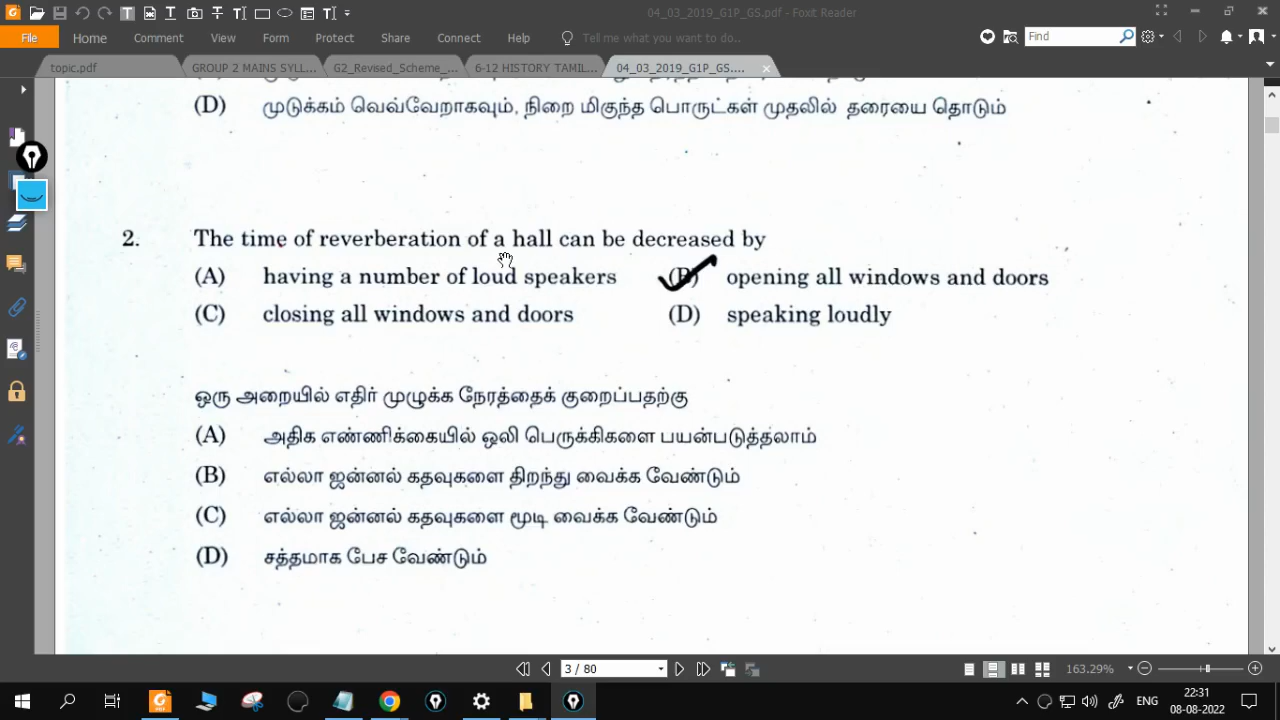 04_03_2019_G1P_GS.pdf - Foxit Reader
File Home Comment View Form Protect Share Connect Help Tell me what you want to do.. Find
topic.pdf GROUP 2 MAINS SYLL... G2_Revised_Scheme_... 6-12 HISTORY TAMIL... 04_03_2019_G1P_GS....
(D) முடுக்கம் வெவ்வேறாகவும், நிறை மிகுந்த பொருட்கள் முதலில் தரையை தொடும்
2. The time of reverberation of a hall can be decreased by
(A) having a number of loud speakers (B) opening all windows and doors
(C) closing all windows and doors (D) speaking loudly
ஒரு அறையில் எதிர் முழுக்க நேரத்தைக் குறைப்பதற்கு
(A) அதிக எண்ணிக்கையில் ஒலி பெருக்கிகளை பயன்படுத்தலாம்
(B) எல்லா ஜன்னல் கதவுகளை திறந்து வைக்க வேண்டும்
(C) எல்லா ஜன்னல் கதவுகளை மூடி வைக்க வேண்டும்
(D) சத்தமாக பேச வேண்டும்
3 / 80 163.29%
ENG 22:31
08-08-2022